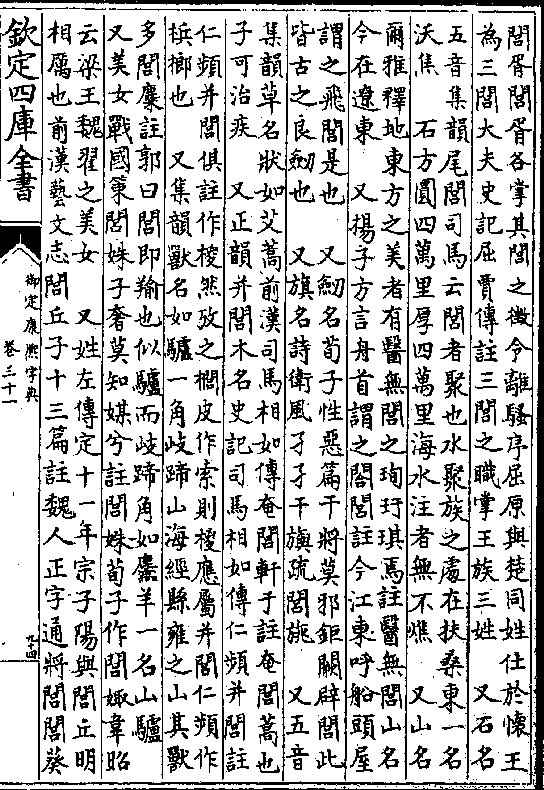 閭胥閭胥各掌其閭之徵令離騷序屈原與楚同姓仕於懷王
為三閭大夫史記屈賈傳註三閭之職掌王族三姓　又石名
五音集韻尾閭司馬云閭者聚也水聚族之處在扶桑東一名
沃焦　石方圓四萬里厚四萬里海水注者無不燋　又山名
爾雅釋地東方之美者有醫無閭之珣玗琪焉註醫無閭山名
今在遼東　又揚子方言舟首謂之閤閭註今江東呼船頭屋
謂之飛閭是也　又劒名荀子性惡篇干將莫邪鉅闕辟閭此
皆古之良劒也　又旗名詩衛風孑孑干旟疏閭旐　又五音
集韻草名狀如艾蒿前漢司馬相如傳奄閭軒于註奄閭蒿也
子可治疾　又正韻并閭木名史記司馬相如傳仁頻并閭註
仁頻并閭俱註作椶然攷之櫚皮作索則椶應屬并閭仁頻作
檳榔也　又集韻獸名如驢一角歧蹄山海經縣雍之山其獸
多閭麋註郭曰閭即羭也似驢而歧蹄角如麢羊一名山驢
又美女戰國策閭姝子奢莫知媒兮註閭姝荀子作閭娵韋昭
云梁王魏翟之美女　又姓左傳定十一年宗子陽與閭丘明
相厲也前漢藝文志閭丘子十三篇註魏人正字通將閭閭葵
欽定四庫全書
御定康熙字典
卷三十一
九十四